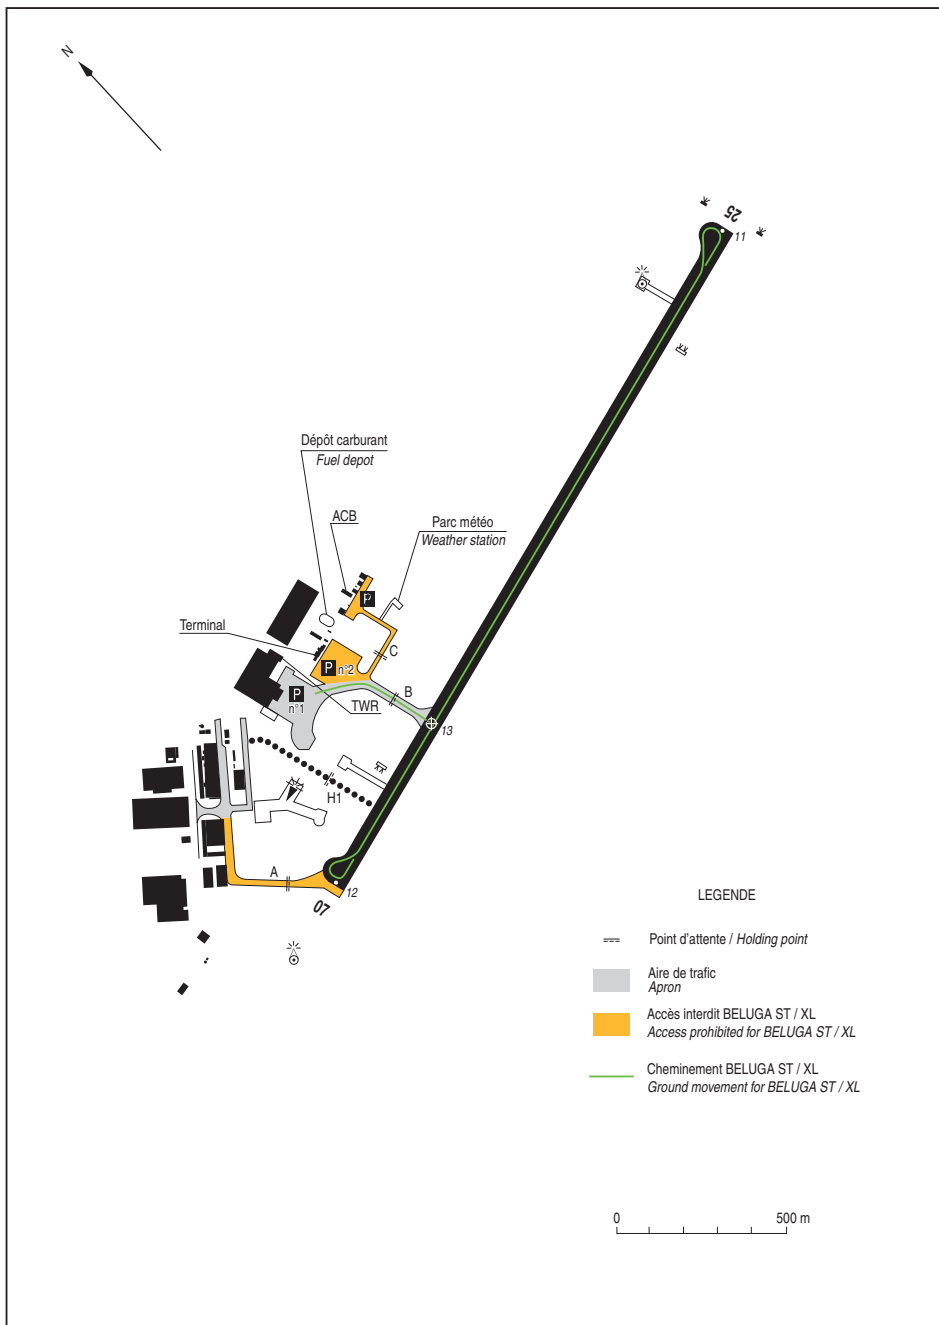 N
25
11
Dépôt carburant
Fuel depot
ACB
Parc météo
Weather station
P
Terminal
C
P n°2
B
P
n°1
TWR
13
H1
A
12
07
LEGENDE
Point d'attente / Holding point
Aire de trafic
Apron
Accès interdit BELUGA ST / XL
Access prohibited for BELUGA ST / XL
Cheminement BELUGA ST / XL
Ground movement for BELUGA ST / XL
0 500 m